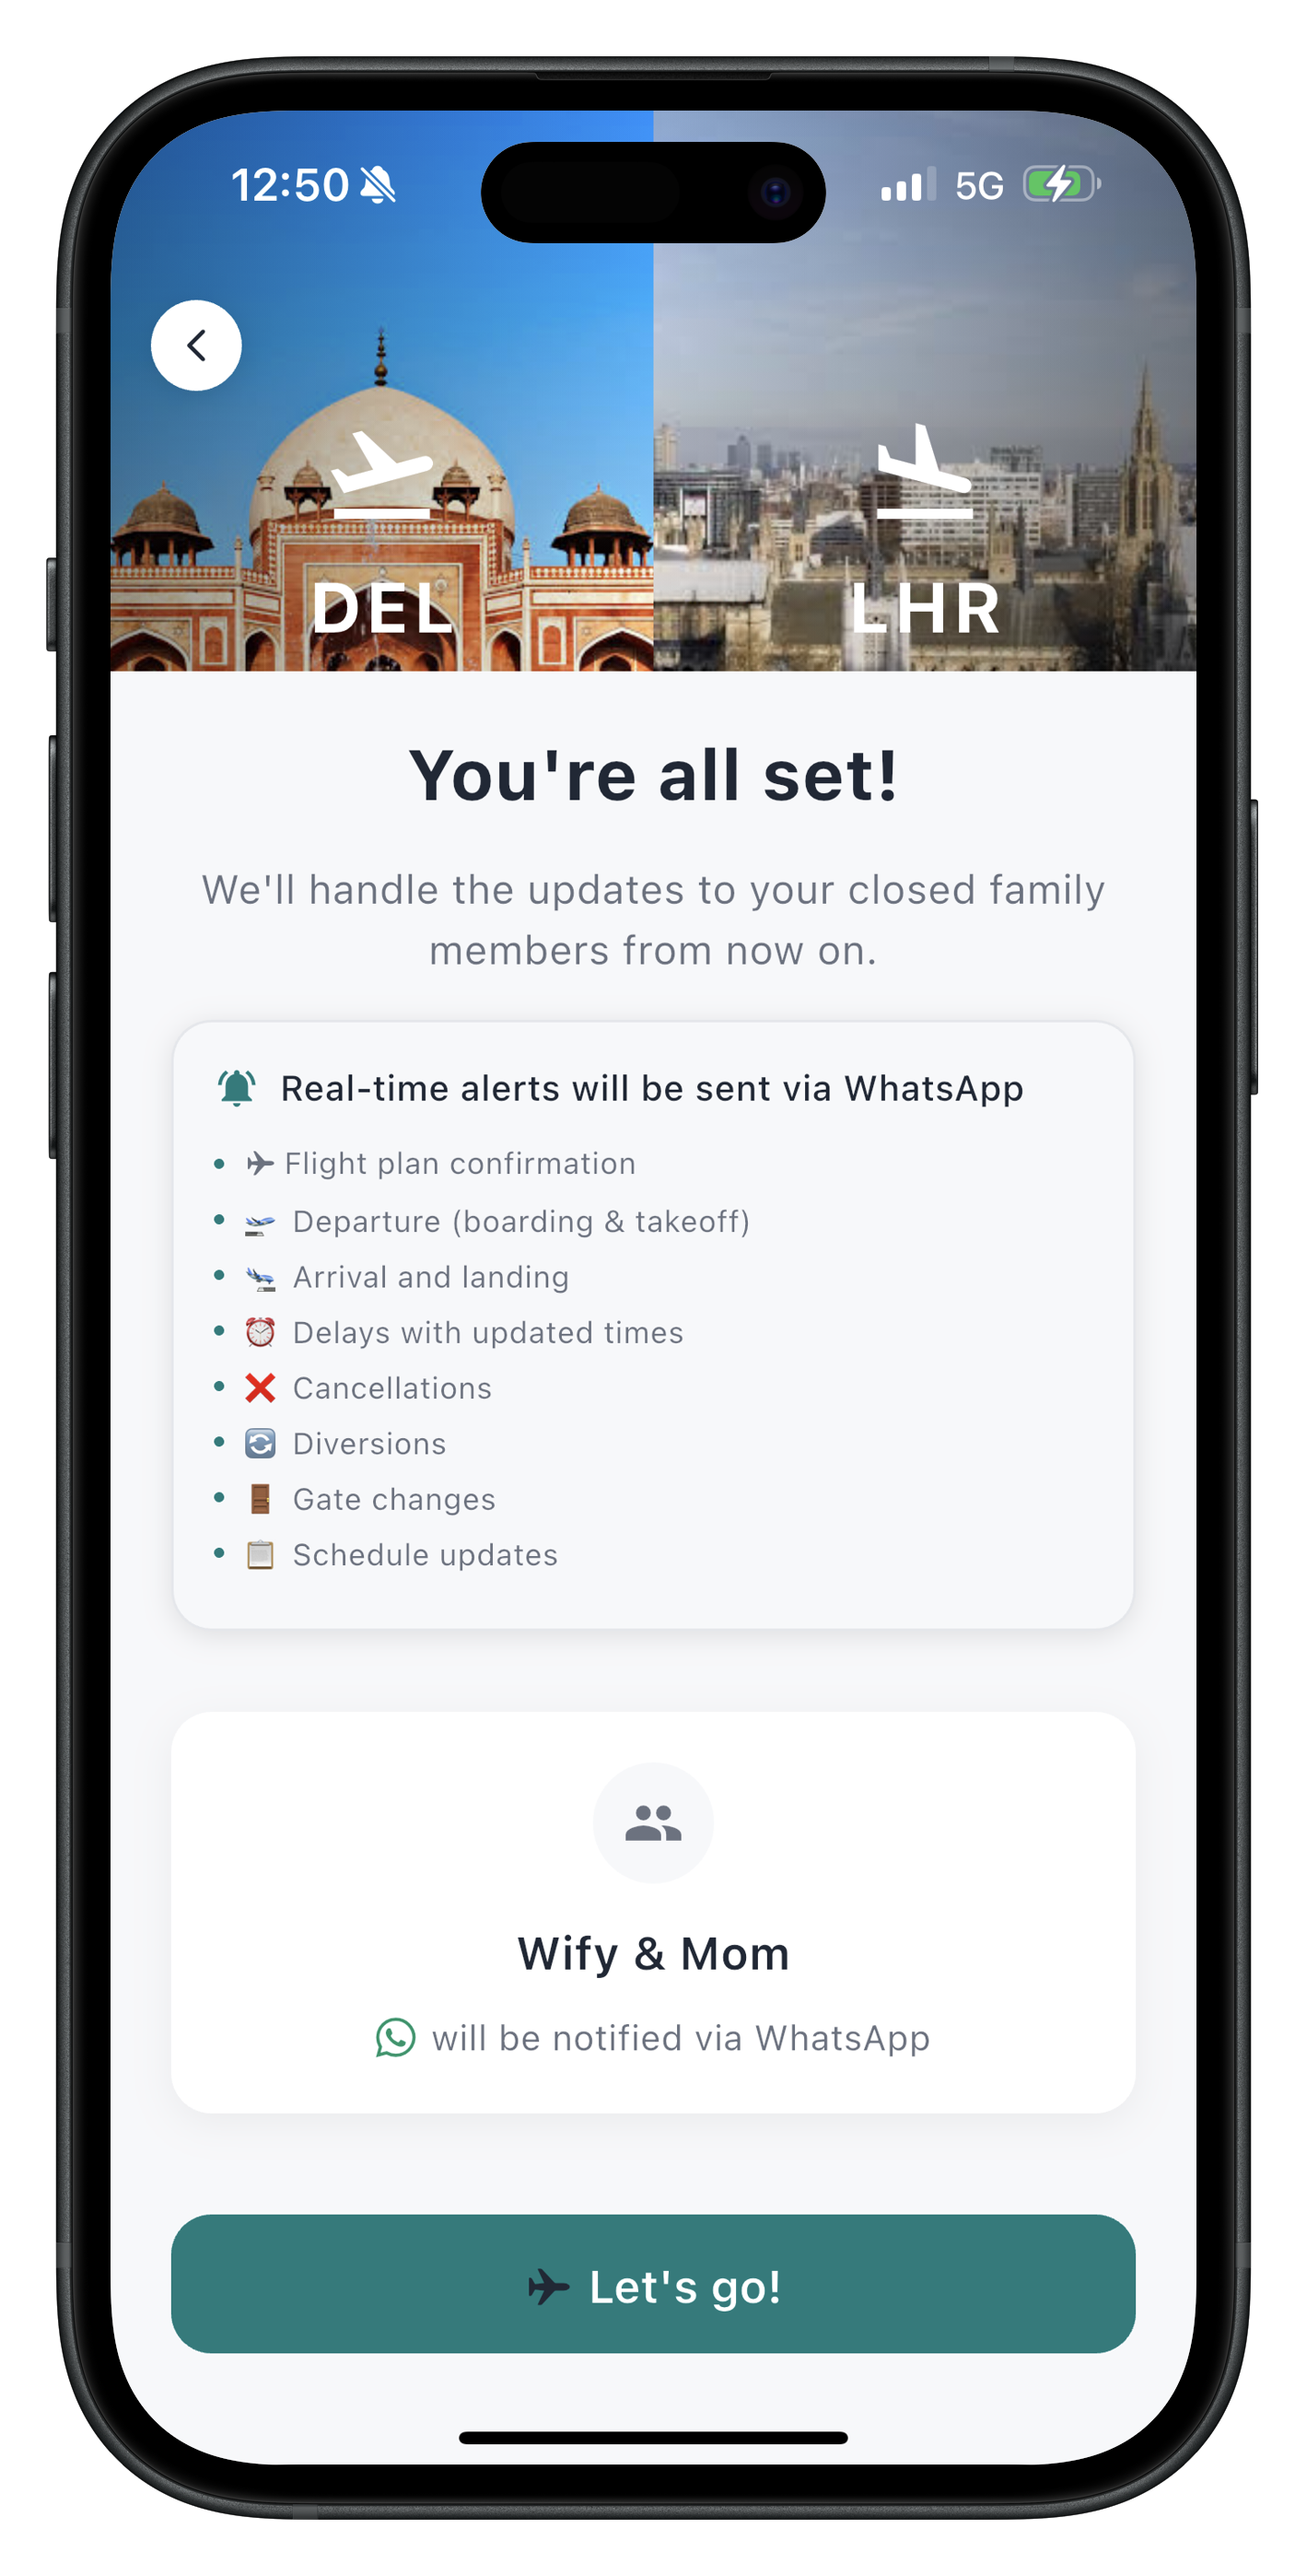 12:50
5G
DEL
LHR
You're all set!
We'll handle the updates to your closed family
members from now on.
Real-time alerts will be sent via WhatsApp
• ✈ Flight plan confirmation
• 🛫 Departure (boarding & takeoff)
• 🛬 Arrival and landing
• ⏰ Delays with updated times
• ❌ Cancellations
• 🔄 Diversions
• 🚪 Gate changes
• 📋 Schedule updates
Wify & Mom
will be notified via WhatsApp
✈ Let's go!